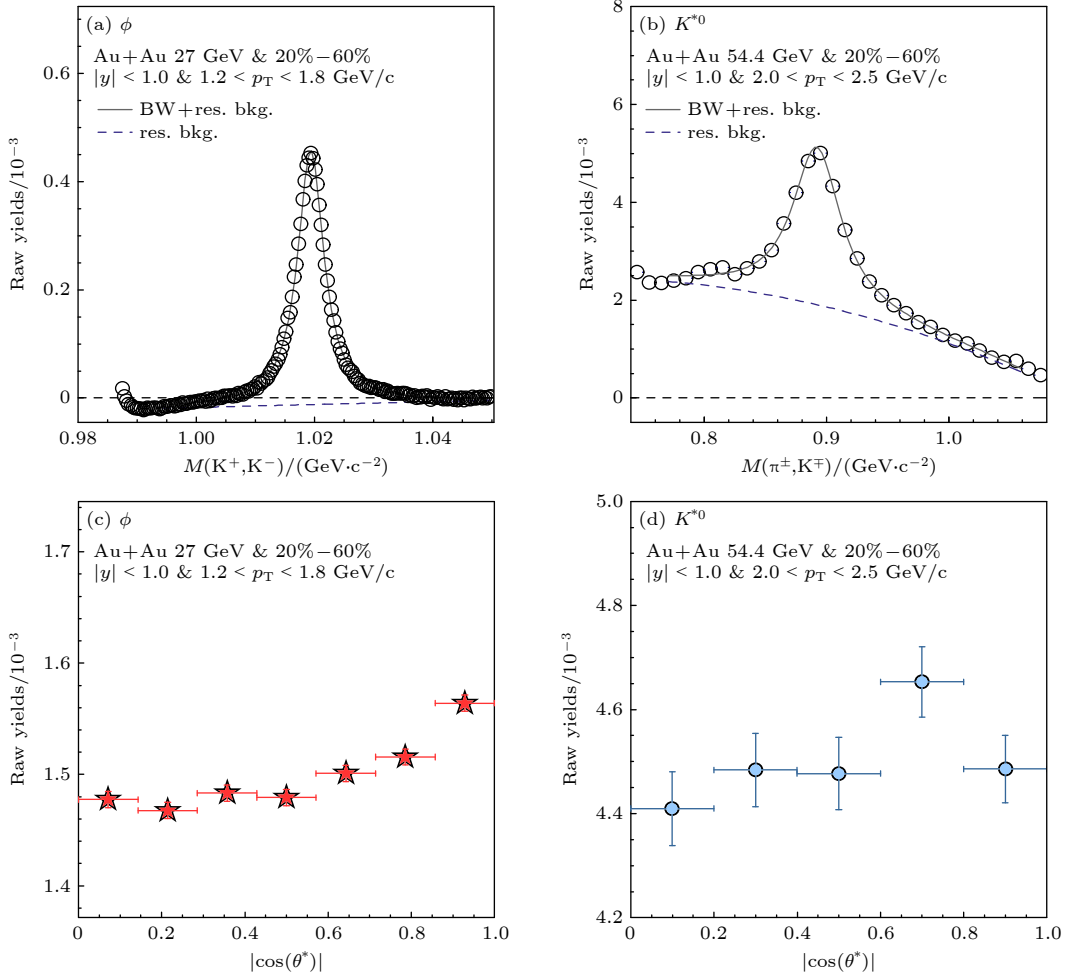 (a) ϕ
Au+Au 27 GeV & 20%−60%
|y| < 1.0 & 1.2 < p_T < 1.8 GeV/c
BW+res. bkg.
res. bkg.
0.6
0.4
0.2
0
Raw yields/10⁻³
0.98
1.00
1.02
1.04
M(K⁺,K⁻)/(GeV·c⁻²)
(b) K*⁰
Au+Au 54.4 GeV & 20%−60%
|y| < 1.0 & 2.0 < p_T < 2.5 GeV/c
BW+res. bkg.
res. bkg.
8
6
4
2
0
Raw yields/10⁻³
0.8
0.9
1.0
M(π±,K∓)/(GeV·c⁻²)
(c) ϕ
Au+Au 27 GeV & 20%−60%
|y| < 1.0 & 1.2 < p_T < 1.8 GeV/c
1.7
1.6
1.5
1.4
Raw yields/10⁻³
0
0.2
0.4
0.6
0.8
1.0
|cos(θ*)|
(d) K*⁰
Au+Au 54.4 GeV & 20%−60%
|y| < 1.0 & 2.0 < p_T < 2.5 GeV/c
5.0
4.8
4.6
4.4
4.2
Raw yields/10⁻³
0
0.2
0.4
0.6
0.8
1.0
|cos(θ*)|